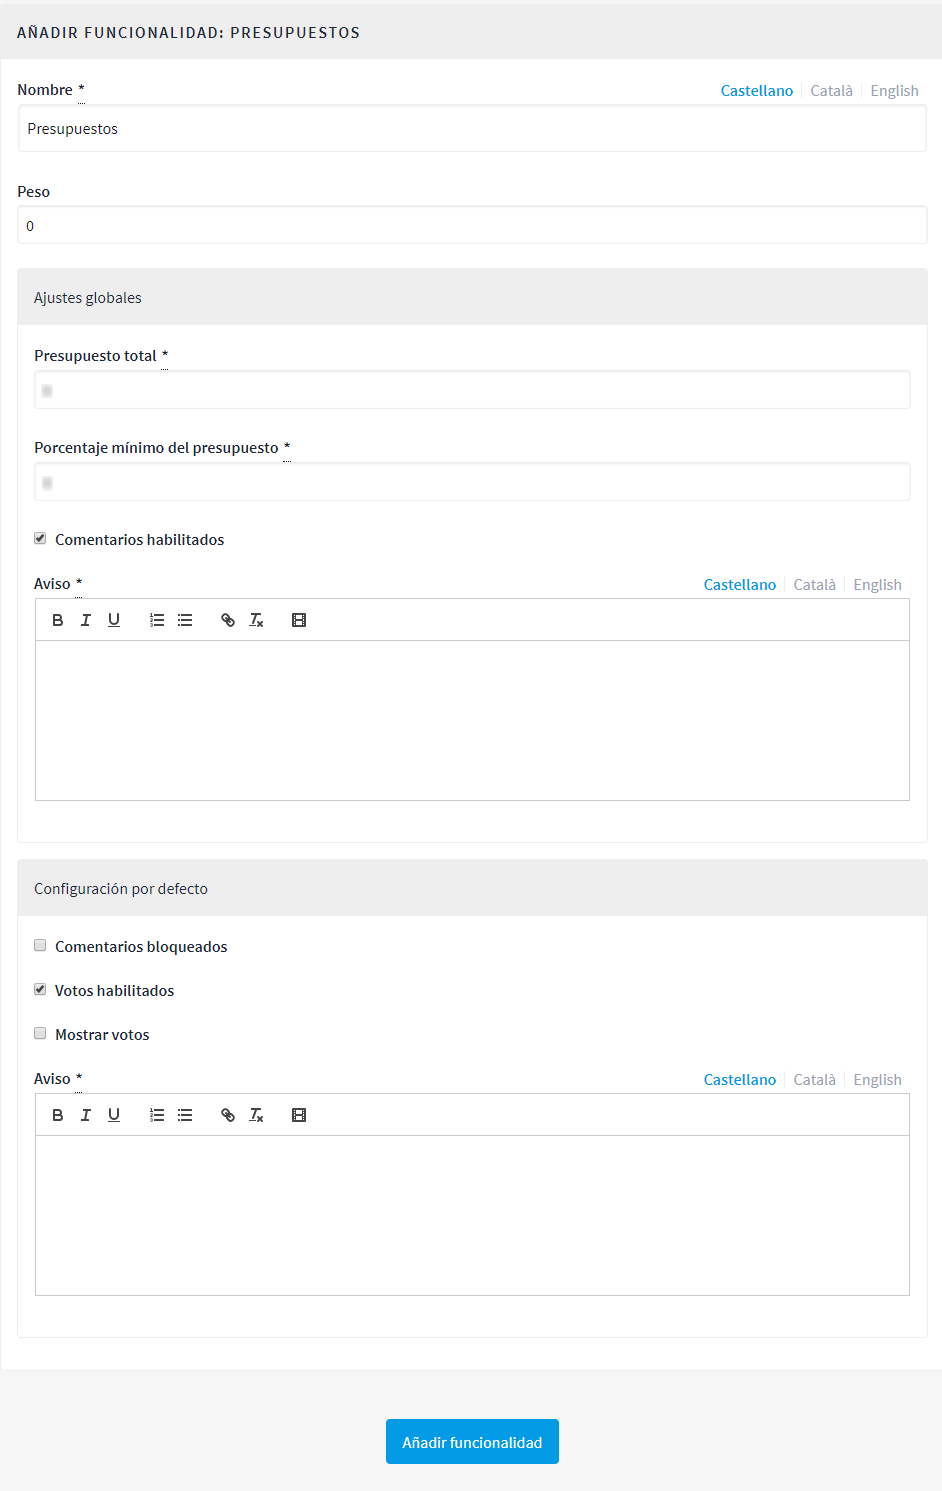 AÑADIR FUNCIONALIDAD: PRESUPUESTOS
Nombre *
Castellano Català English
Presupuestos
Peso
0
Ajustes globales
Presupuesto total *
Porcentaje mínimo del presupuesto *
Comentarios habilitados
Aviso *
Castellano Català English
Configuración por defecto
Comentarios bloqueados
Votos habilitados
Mostrar votos
Aviso *
Castellano Català English
Añadir funcionalidad